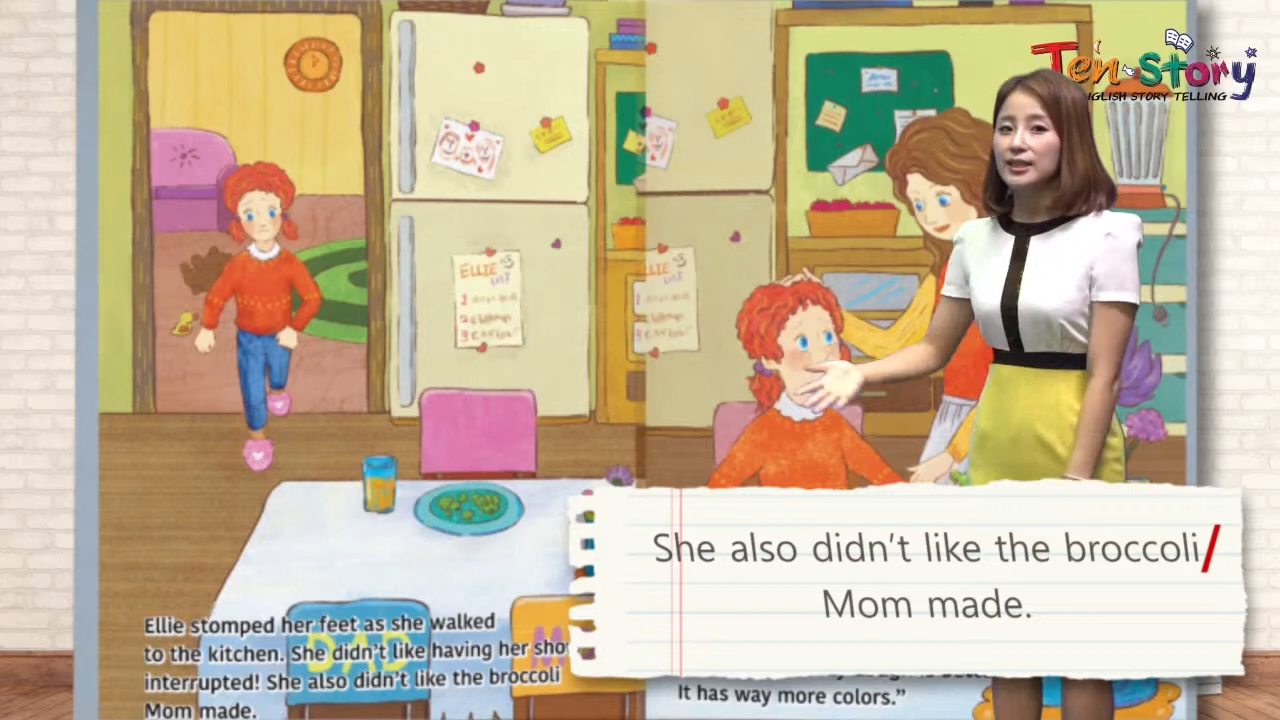 Ten Story
ENGLISH STORY TELLING
ELLIE
LIST
DAD
Ellie stomped her feet as she walked
to the kitchen. She didn't like having her
interrupted! She also didn't like the broccoli
Mom made.
She also didn't like the broccoli/
Mom made.
It has way more colors."